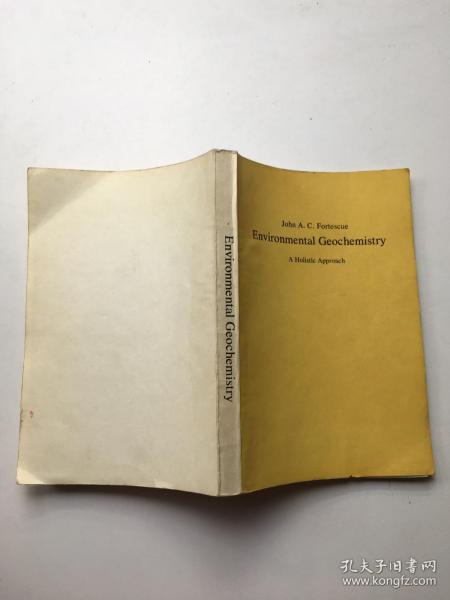 John A. C. Fortescue
Environmental Geochemistry
A Holistic Approach
Environmental Geochemistry
孔夫子旧书网
www.kongfz.com